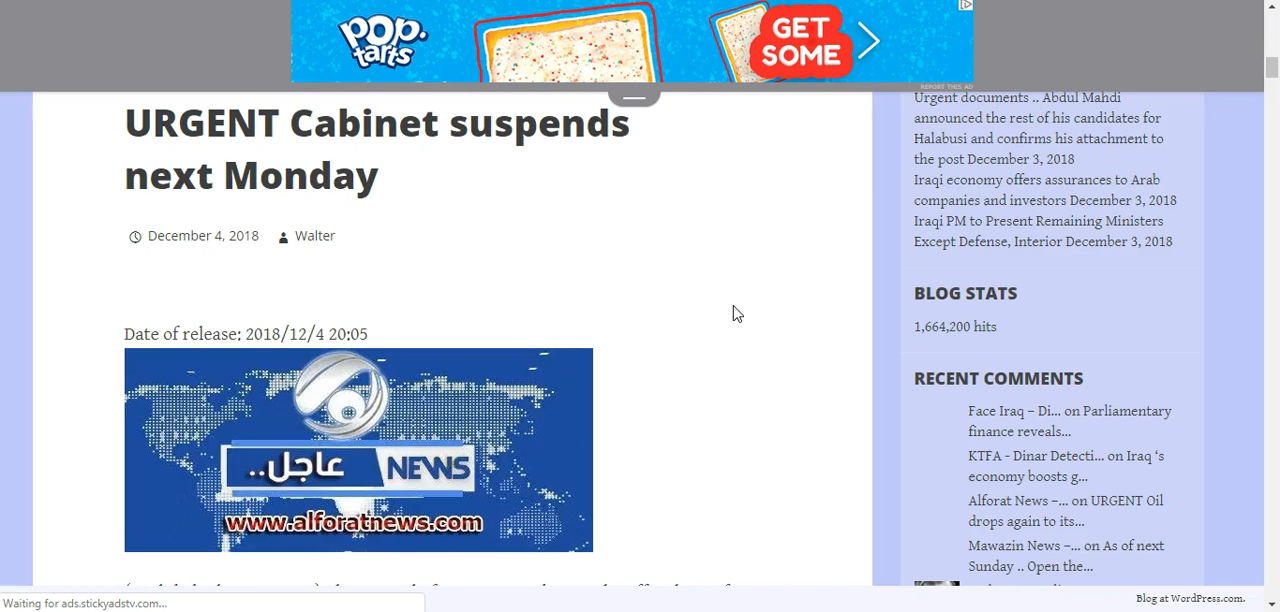 POP.
tarts
GET
SOME
REPORT THIS AD
URGENT Cabinet suspends
next Monday
December 4, 2018 Walter
Date of release: 2018/12/4 20:05
عاجل.. NEWS
www.alforatnews.com
Urgent documents .. Abdul Mahdi
announced the rest of his candidates for
Halabusi and confirms his attachment to
the post December 3, 2018
Iraqi economy offers assurances to Arab
companies and investors December 3, 2018
Iraqi PM to Present Remaining Ministers
Except Defense, Interior December 3, 2018
BLOG STATS
1,664,200 hits
RECENT COMMENTS
Face Iraq – Di... on Parliamentary
finance reveals...
KTFA - Dinar Detecti... on Iraq ‘s
economy boosts g...
Alforat News –... on URGENT Oil
drops again to its...
Mawazin News –... on As of next
Sunday .. Open the...
Waiting for ads.stickyadstv.com...
Blog at WordPress.com.